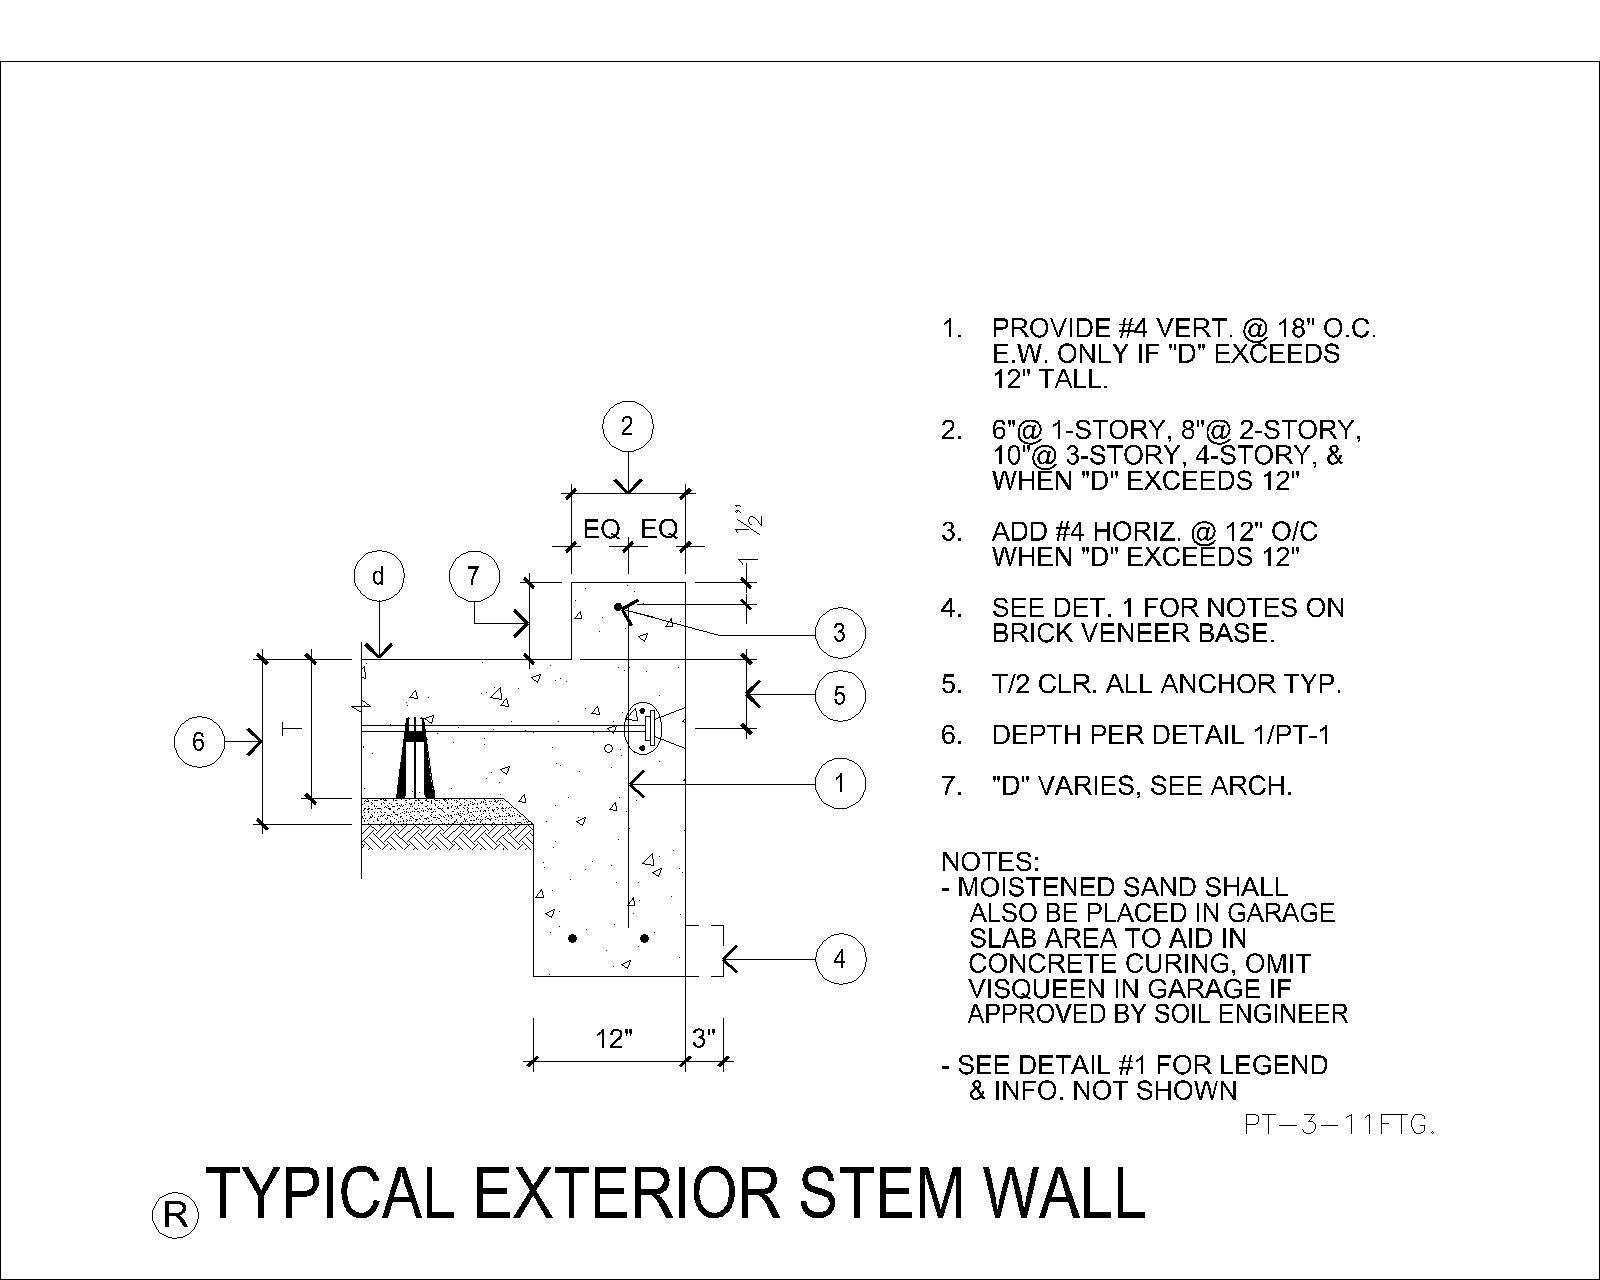 2
EQ EQ
1 ½"
d
7
3
5
6
T
1
4
12"
3"
1. PROVIDE #4 VERT. @ 18" O.C.
E.W. ONLY IF "D" EXCEEDS
12" TALL.
2. 6"@ 1-STORY, 8"@ 2-STORY,
10"@ 3-STORY, 4-STORY, &
WHEN "D" EXCEEDS 12"
3. ADD #4 HORIZ. @ 12" O/C
WHEN "D" EXCEEDS 12"
4. SEE DET. 1 FOR NOTES ON
BRICK VENEER BASE.
5. T/2 CLR. ALL ANCHOR TYP.
6. DEPTH PER DETAIL 1/PT-1
7. "D" VARIES, SEE ARCH.
NOTES:
- MOISTENED SAND SHALL
ALSO BE PLACED IN GARAGE
SLAB AREA TO AID IN
CONCRETE CURING, OMIT
VISQUEEN IN GARAGE IF
APPROVED BY SOIL ENGINEER
- SEE DETAIL #1 FOR LEGEND
& INFO. NOT SHOWN
PT-3-11FTG.
R TYPICAL EXTERIOR STEM WALL